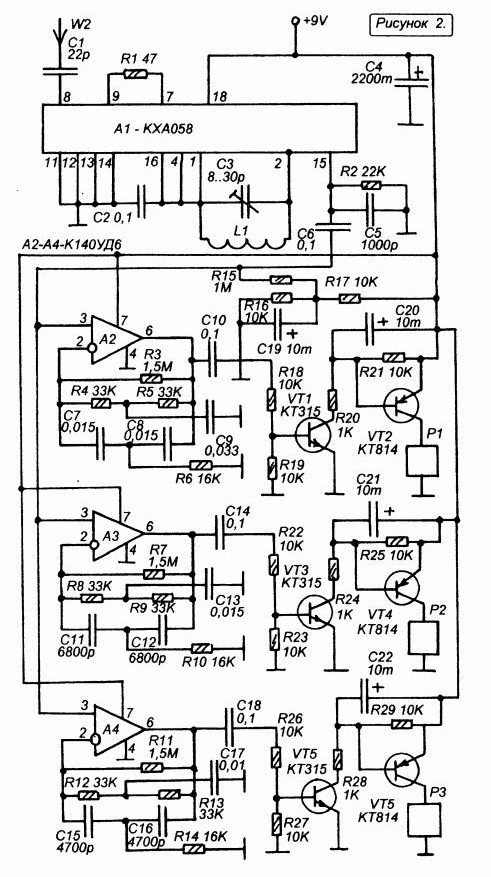 W2
+9V
Рисунок 2.
C1
22p
R1 47
C4
2200m
+
8
9
7
18
A1 - KXA058
11
12
13
14
16
4
1
2
15
C3
8..30p
R2 22K
C2 0,1
L1
C6
0,1
C5
1000p
A2-A4-К140УД6
R15
1M
R17 10K
R16
10K
C20
10m
+
C10
0,1
C19 10m
+
3
7
6
A2
2
4
R3
1,5M
R18
10K
R21 10K
VT1
KT315
R20
1K
R4 33K
R5 33K
C7
0,015
C8
0,015
C9
0,033
VT2
KT814
P1
R19
10K
R6 16K
C21
10m
+
C14
0,1
3
7
6
A3
2
4
R22
10K
R25 10K
R7
1,5M
VT3
KT315
R24
1K
R8 33K
R9 33K
C13
0,015
VT4
KT814
P2
C11
6800p
C12
6800p
R23
10K
R10 16K
C22
10m
+
C18
0,1
3
7
6
A4
2
4
R26
10K
R29 10K
R11
1,5M
C17
0,01
VT5
KT315
R28
1K
R12 33K
R13
33K
VT5
KT814
P3
C15
4700p
C16
4700p
R27
10K
R14 16K